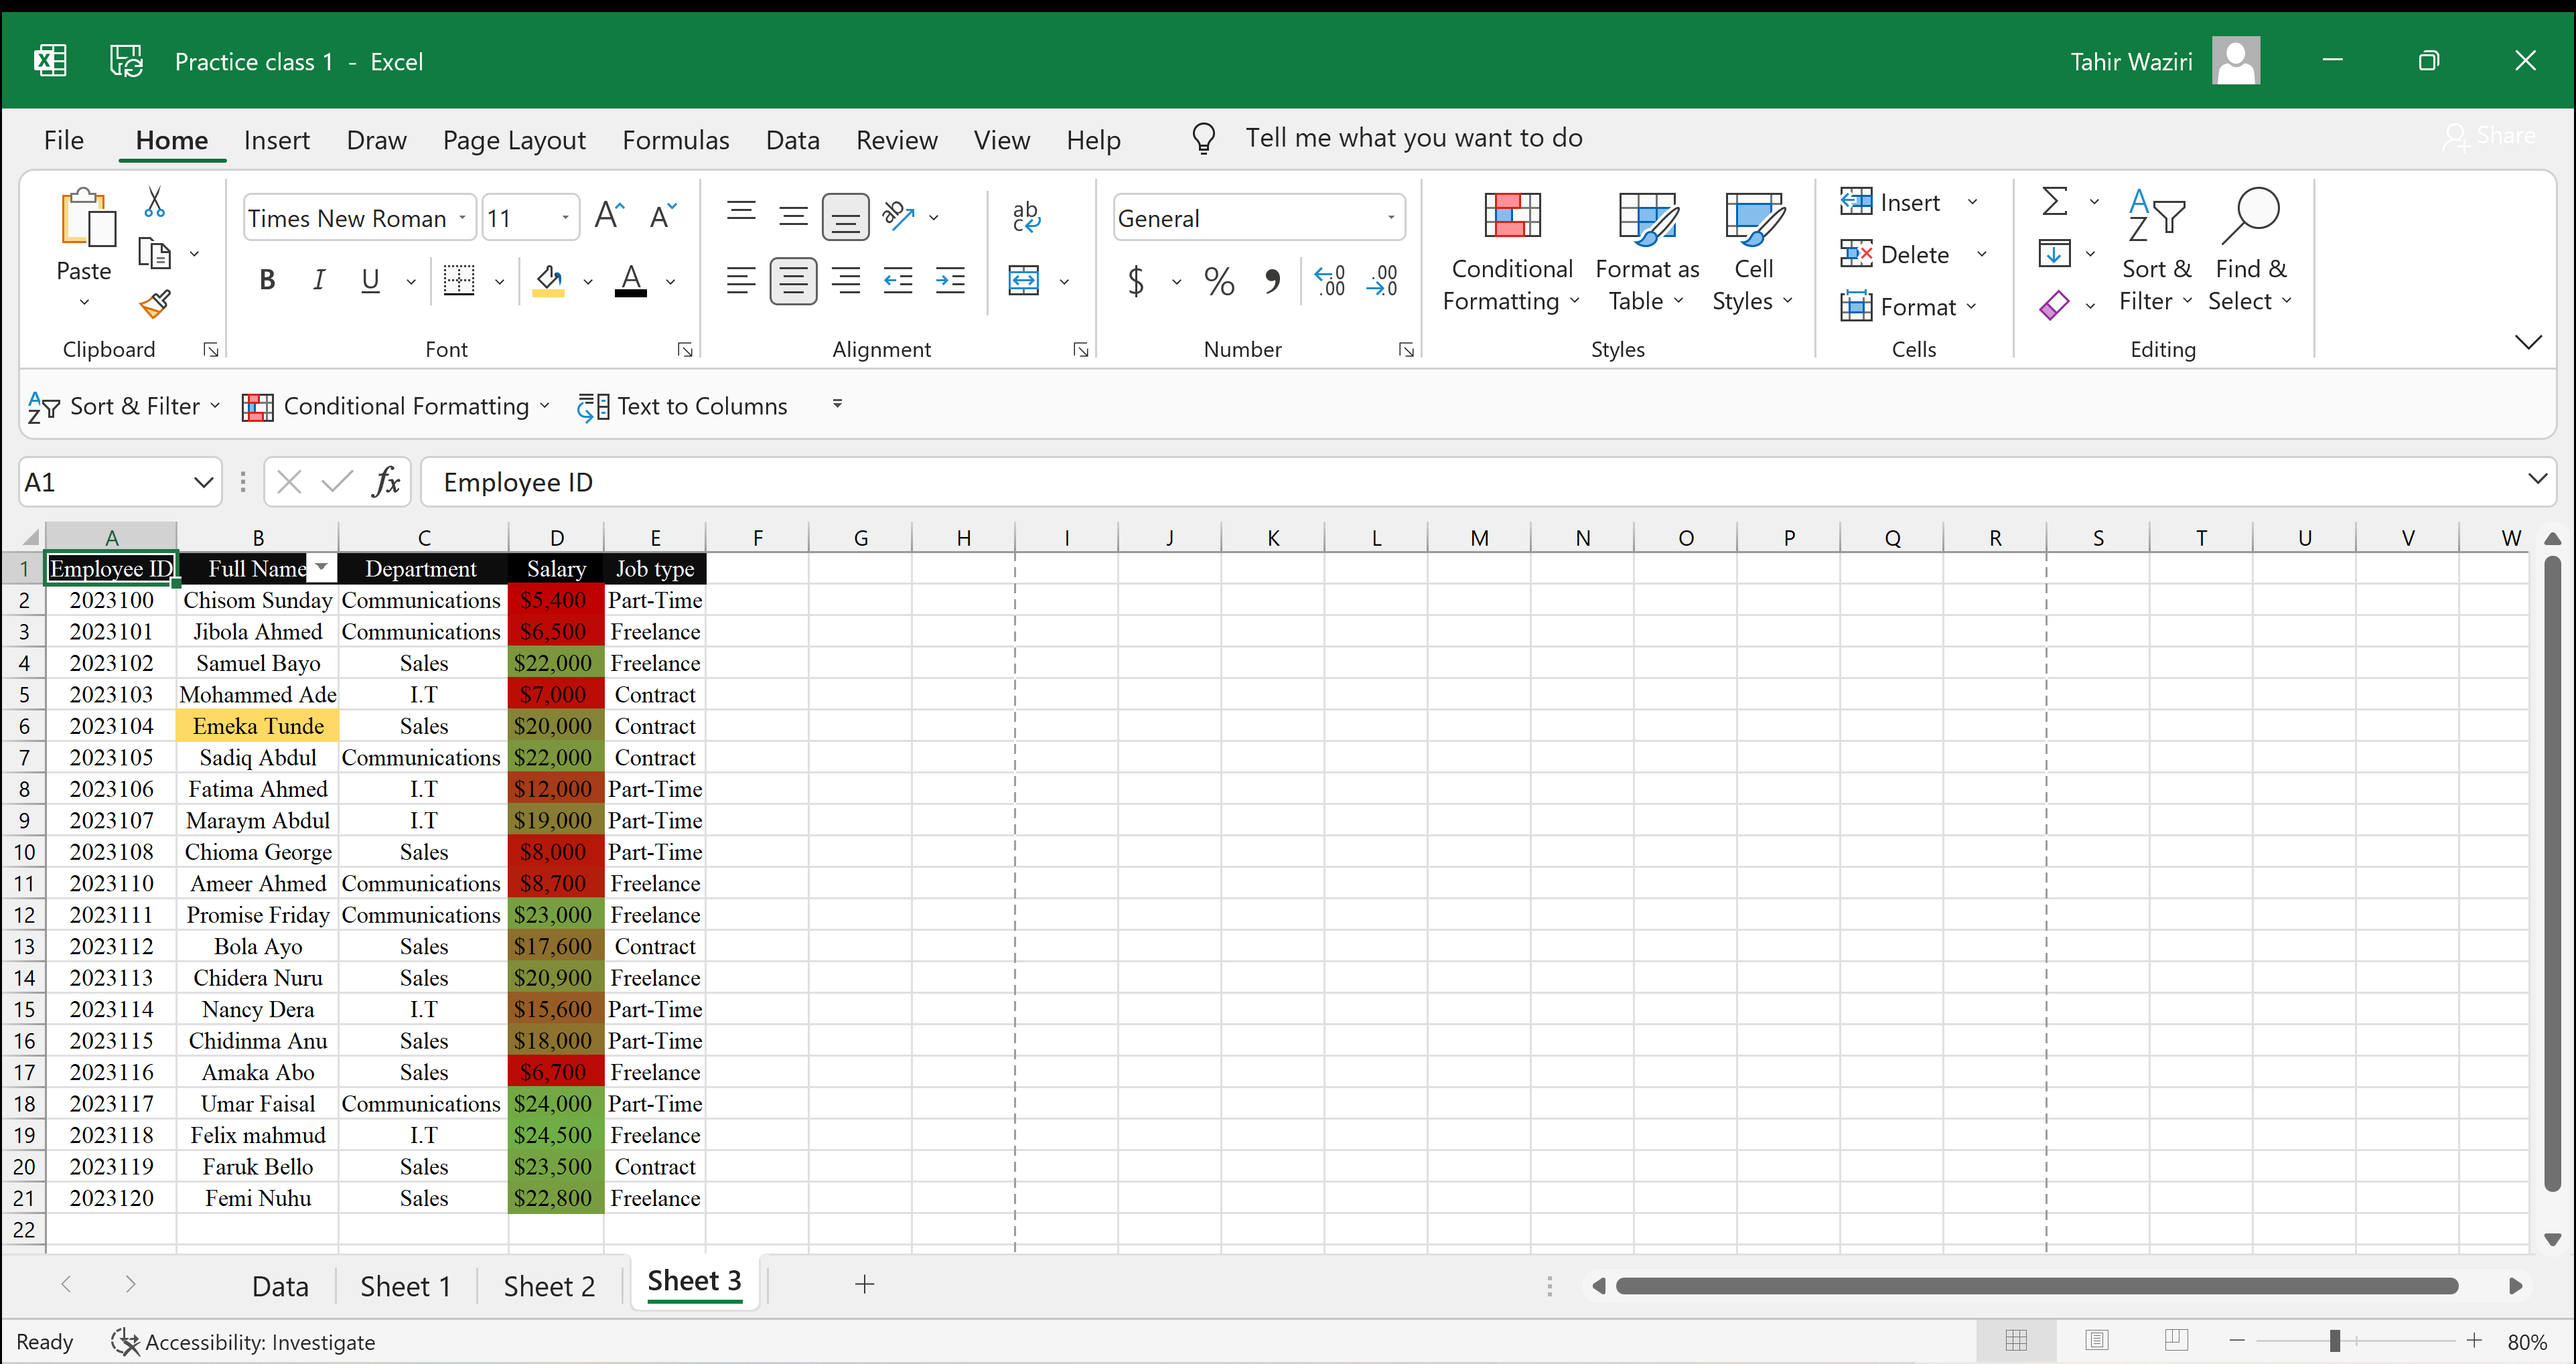 Practice class 1 - Excel
Tahir Waziri
File Home Insert Draw Page Layout Formulas Data Review View Help Tell me what you want to do Share
Paste
Clipboard
Times New Roman 11
B I U A
Font
ab
Alignment
General
$ % ,
Number
Conditional Formatting
Format as Table
Cell Styles
Styles
Insert
Delete
Format
Cells
Sort & Filter
Find & Select
Editing
Sort & Filter Conditional Formatting Text to Columns
A1 fx Employee ID
A B C D E F G H I J K L M N O P Q R S T U V W
1 Employee ID Full Name Department Salary Job type
2 2023100 Chisom Sunday Communications $5,400 Part-Time
3 2023101 Jibola Ahmed Communications $6,500 Freelance
4 2023102 Samuel Bayo Sales $22,000 Freelance
5 2023103 Mohammed Ade I.T $7,000 Contract
6 2023104 Emeka Tunde Sales $20,000 Contract
7 2023105 Sadiq Abdul Communications $22,000 Contract
8 2023106 Fatima Ahmed I.T $12,000 Part-Time
9 2023107 Maraym Abdul I.T $19,000 Part-Time
10 2023108 Chioma George Sales $8,000 Part-Time
11 2023110 Ameer Ahmed Communications $8,700 Freelance
12 2023111 Promise Friday Communications $23,000 Freelance
13 2023112 Bola Ayo Sales $17,600 Contract
14 2023113 Chidera Nuru Sales $20,900 Freelance
15 2023114 Nancy Dera I.T $15,600 Part-Time
16 2023115 Chidinma Anu Sales $18,000 Part-Time
17 2023116 Amaka Abo Sales $6,700 Freelance
18 2023117 Umar Faisal Communications $24,000 Part-Time
19 2023118 Felix mahmud I.T $24,500 Freelance
20 2023119 Faruk Bello Sales $23,500 Contract
21 2023120 Femi Nuhu Sales $22,800 Freelance
22
Data Sheet 1 Sheet 2 Sheet 3
Ready Accessibility: Investigate 80%